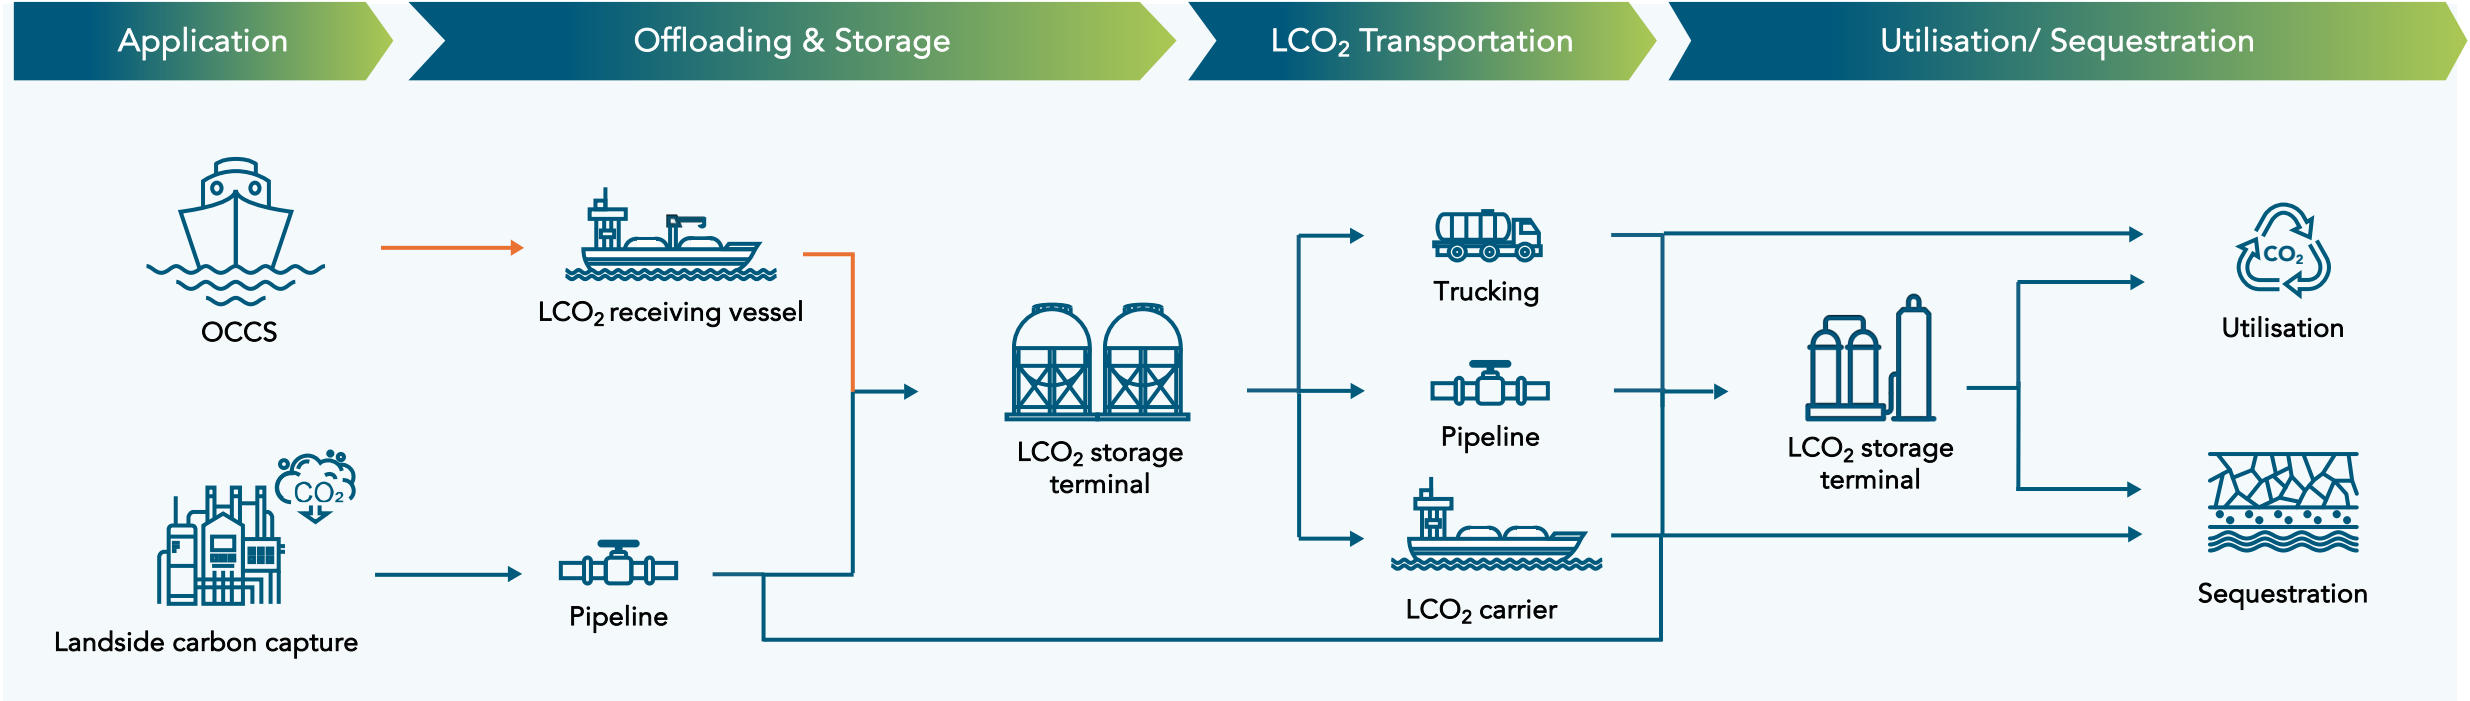 Application
Offloading & Storage
LCO₂ Transportation
Utilisation/ Sequestration
OCCS
LCO₂ receiving vessel
Trucking
CO₂
Utilisation
LCO₂ storage
terminal
Pipeline
LCO₂ storage
terminal
CO₂
Landside carbon capture
Pipeline
LCO₂ carrier
Sequestration